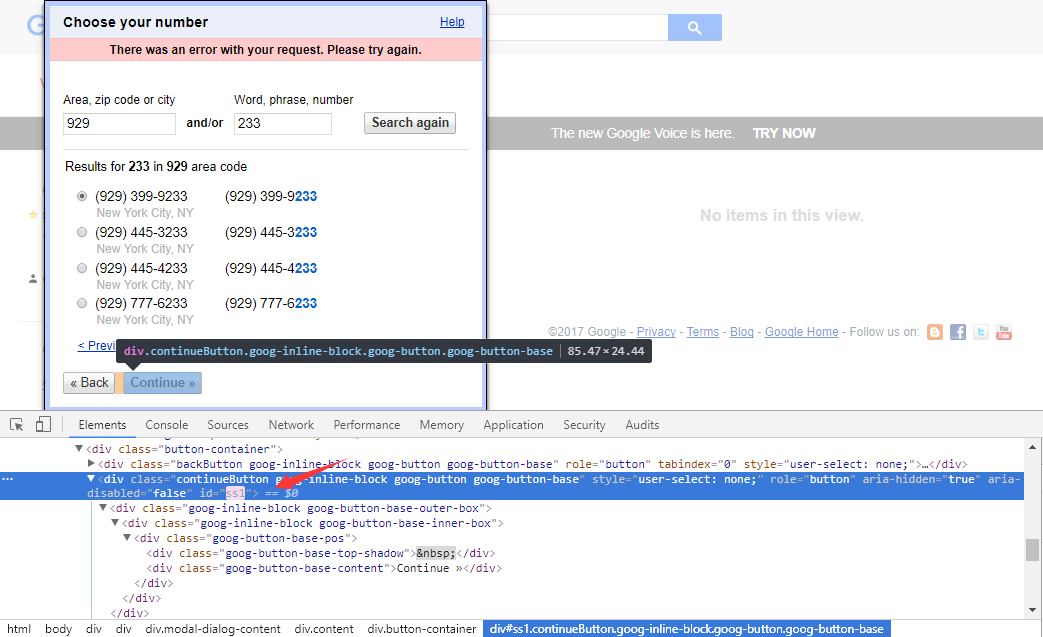 Choose your number Help
There was an error with your request. Please try again.
Area, zip code or city Word, phrase, number
929 and/or 233 Search again
The new Google Voice is here. TRY NOW
Results for 233 in 929 area code
(929) 399-9233 (929) 399-9233
New York City, NY
No items in this view.
(929) 445-3233 (929) 445-3233
New York City, NY
(929) 445-4233 (929) 445-4233
New York City, NY
(929) 777-6233 (929) 777-6233
New York City, NY
©2017 Google - Privacy - Terms - Blog - Google Home - Follow us on:
< Previ
div.continueButton.goog-inline-block.goog-button.goog-button-base 85.47 × 24.44
« Back Continue »
Elements Console Sources Network Performance Memory Application Security Audits
▼<div class="button-container">
▶<div class="backButton goog-inline-block goog-button goog-button-base" role="button" tabindex="0" style="user-select: none;">…</div>
▼<div class="continueButton goog-inline-block goog-button goog-button-base" style="user-select: none;" role="button" aria-hidden="true" aria-
disabled="false" id="ss1"> == $0
▼<div class="goog-inline-block goog-button-base-outer-box">
▼<div class="goog-inline-block goog-button-base-inner-box">
▼<div class="goog-button-base-pos">
<div class="goog-button-base-top-shadow">&nbsp;</div>
<div class="goog-button-base-content">Continue »</div>
</div>
</div>
</div>
html body div div div.modal-dialog-content div.content div.button-container div#ss1.continueButton.goog-inline-block.goog-button.goog-button-base